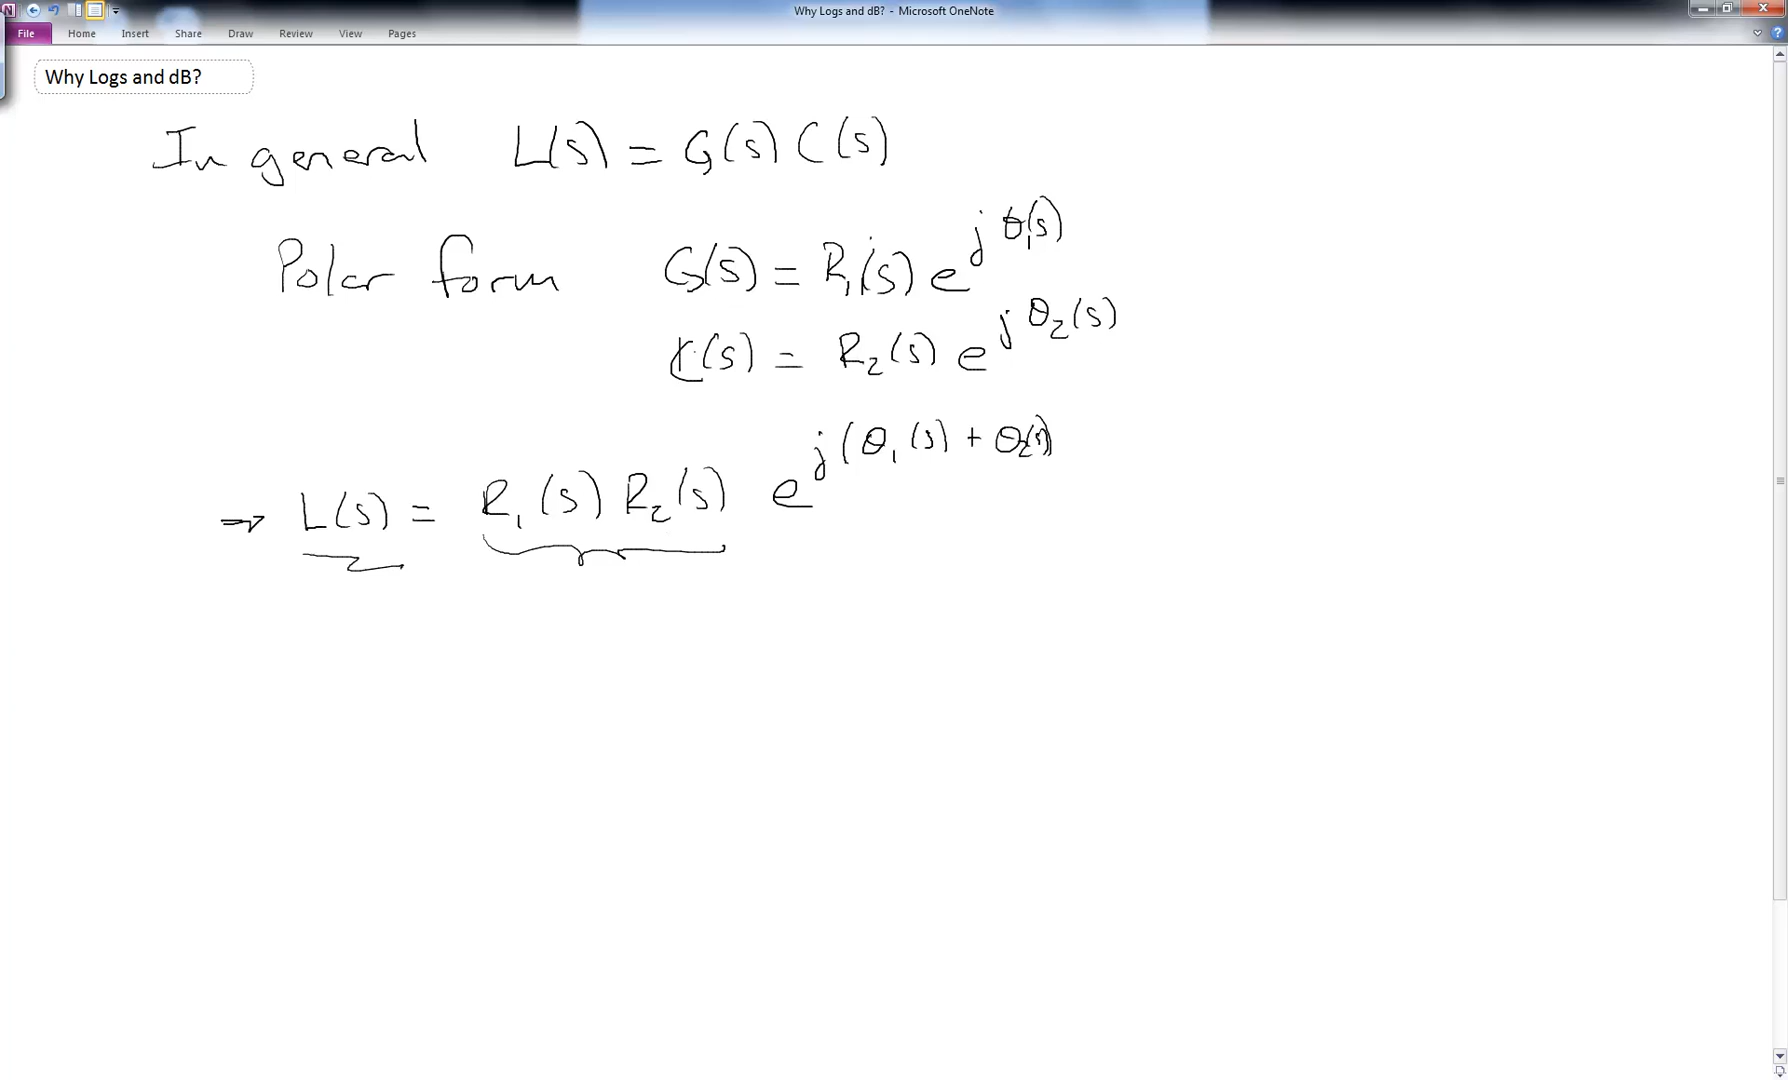 Why Logs and dB? - Microsoft OneNote
File Home Insert Share Draw Review View Pages
Why Logs and dB?
In general L(s) = G(s) C(s)
Polar form G(s) = R₁(s) e^{jθ₁(s)}
C(s) = R₂(s) e^{jθ₂(s)}
⇒ L(s) = R₁(s) R₂(s) e^{j(θ₁(s) + θ₂(s))}